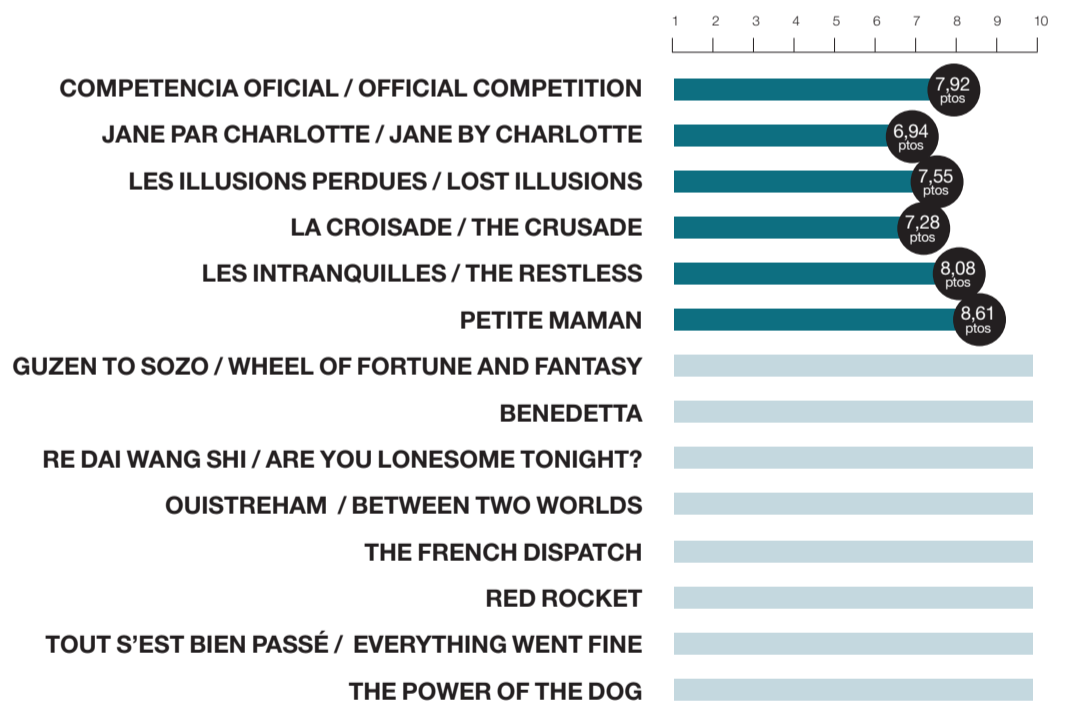 1 2 3 4 5 6 7 8 9 10
COMPETENCIA OFICIAL / OFFICIAL COMPETITION
7,92
ptos
JANE PAR CHARLOTTE / JANE BY CHARLOTTE
6,94
ptos
LES ILLUSIONS PERDUES / LOST ILLUSIONS
7,55
ptos
LA CROISADE / THE CRUSADE
7,28
ptos
LES INTRANQUILLES / THE RESTLESS
8,08
ptos
PETITE MAMAN
8,61
ptos
GUZEN TO SOZO / WHEEL OF FORTUNE AND FANTASY
BENEDETTA
RE DAI WANG SHI / ARE YOU LONESOME TONIGHT?
OUISTREHAM / BETWEEN TWO WORLDS
THE FRENCH DISPATCH
RED ROCKET
TOUT S’EST BIEN PASSÉ / EVERYTHING WENT FINE
THE POWER OF THE DOG